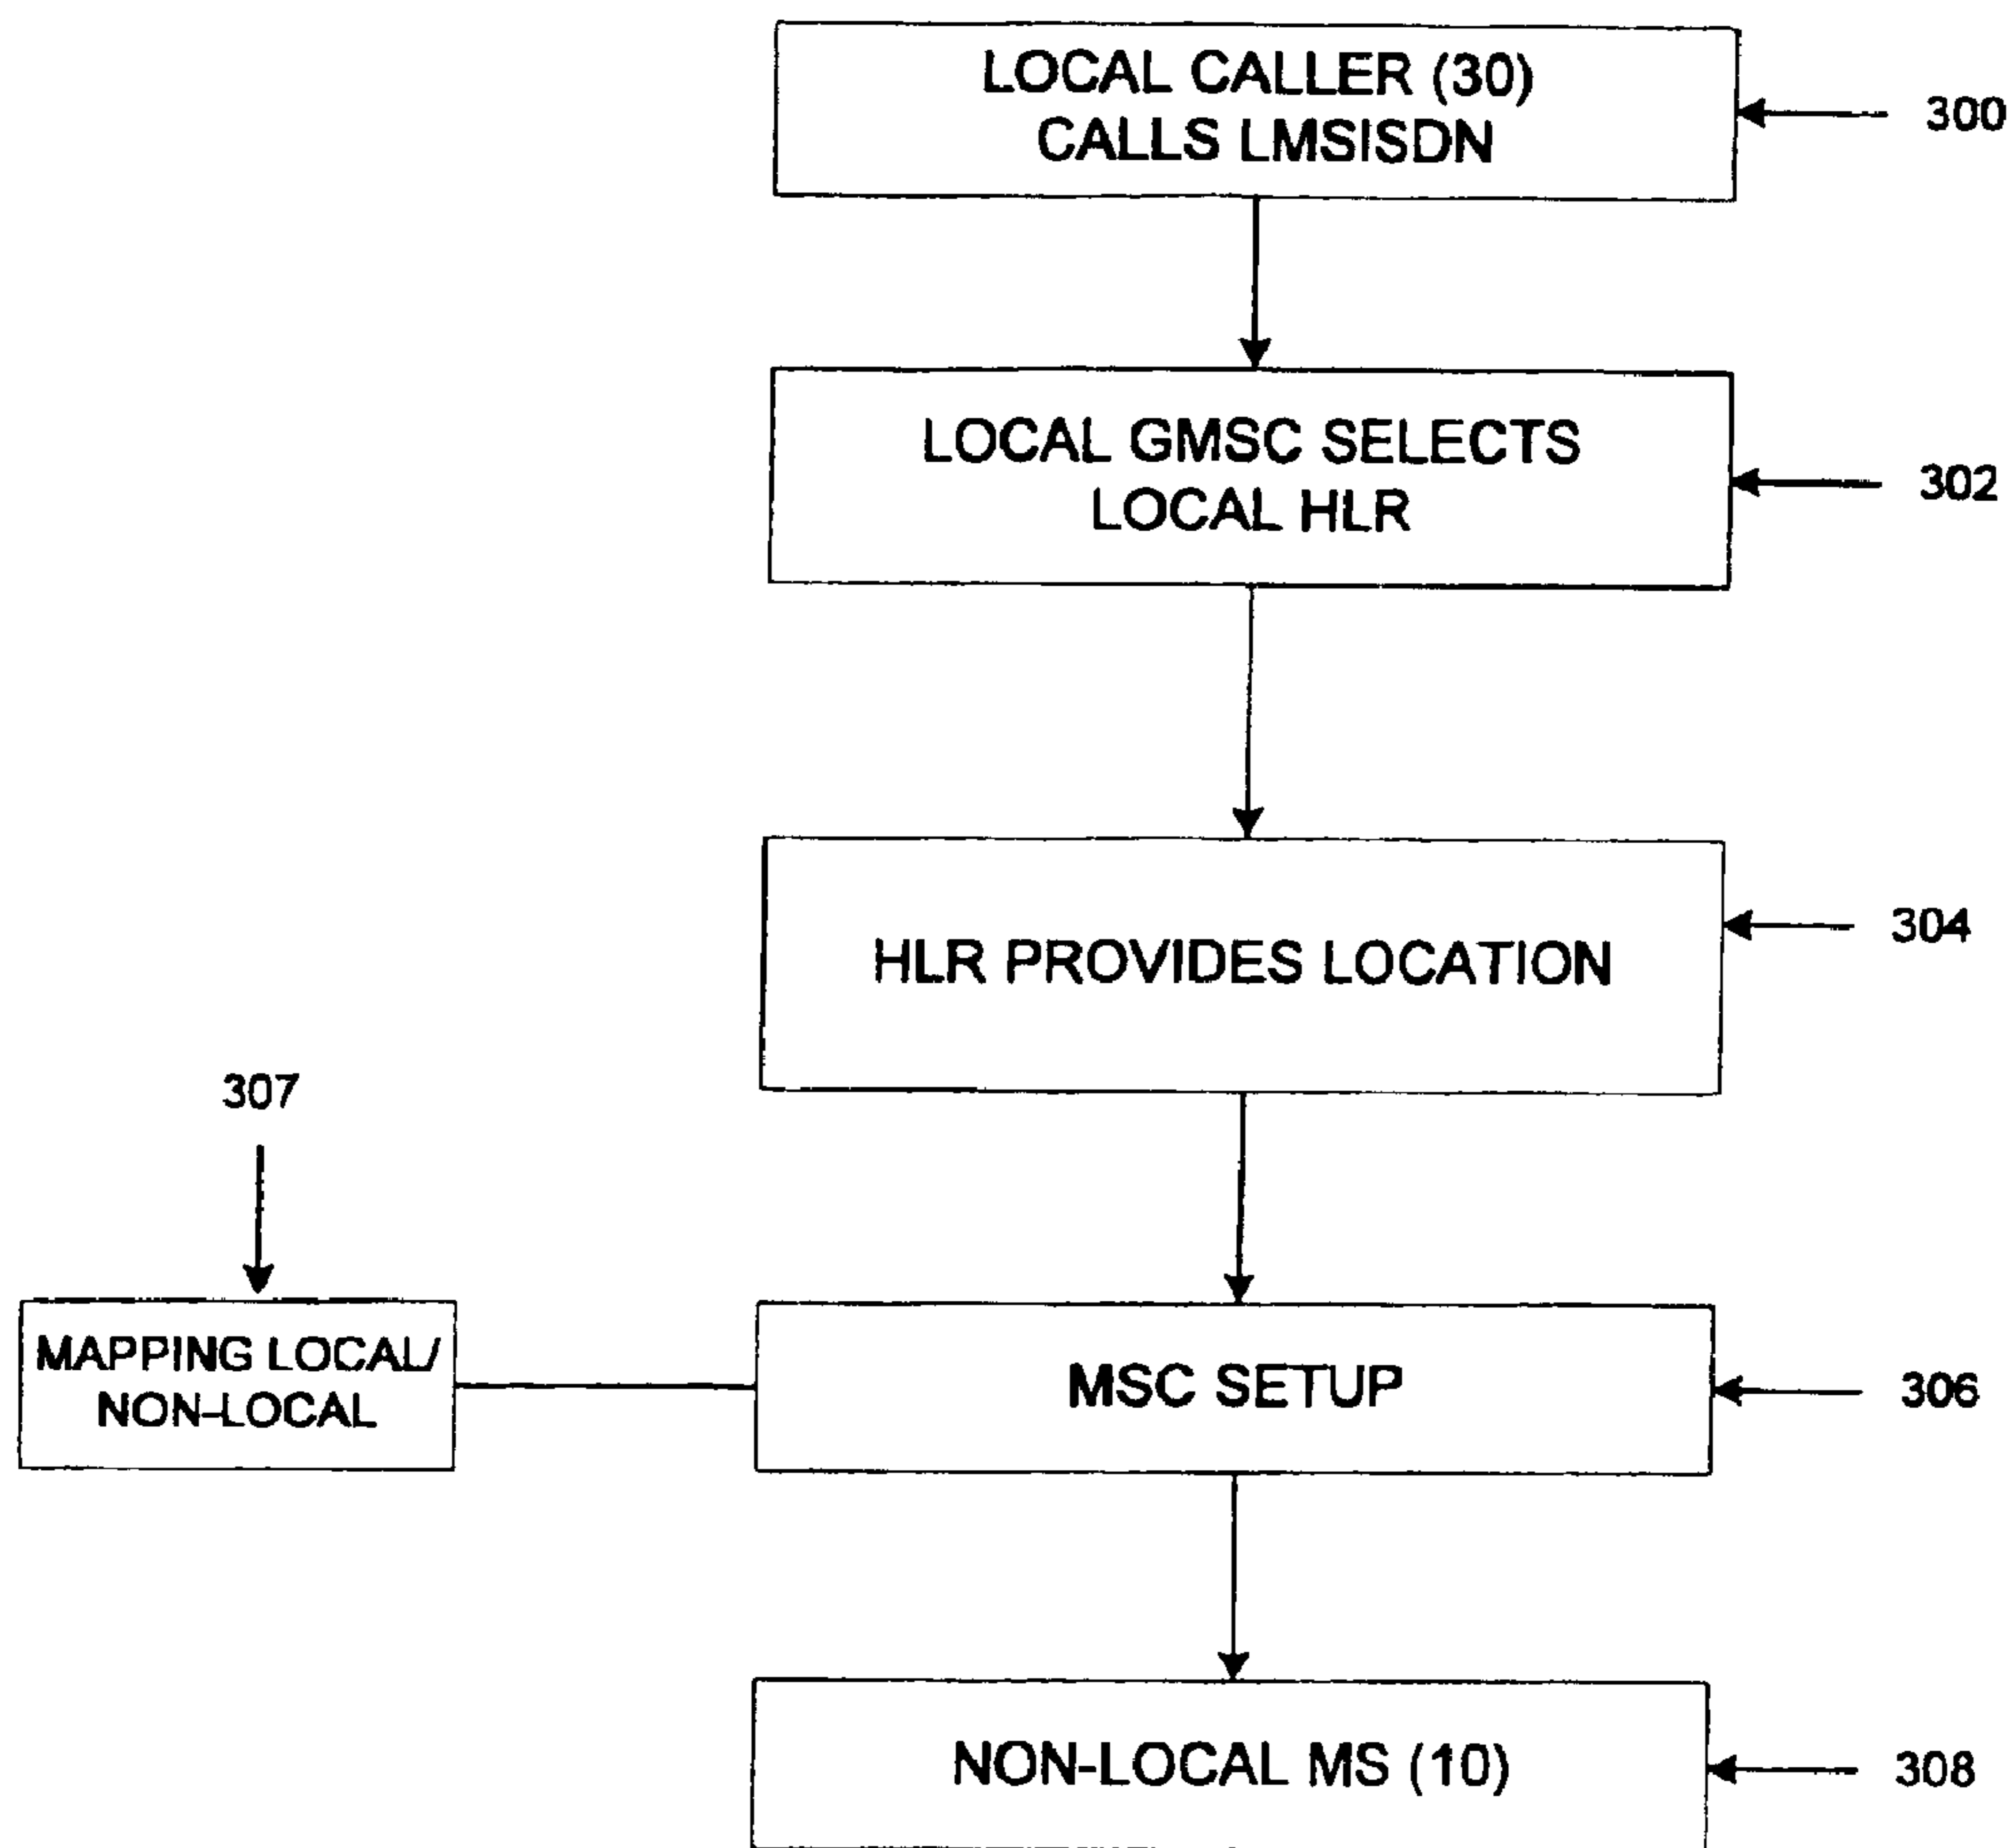 LOCAL CALLER (30)
CALLS LMSISDN
300
LOCAL GMSC SELECTS
LOCAL HLR
302
HLR PROVIDES LOCATION
304
307
MAPPING LOCAL/
NON-LOCAL
MSC SETUP
306
NON-LOCAL MS (10)
308